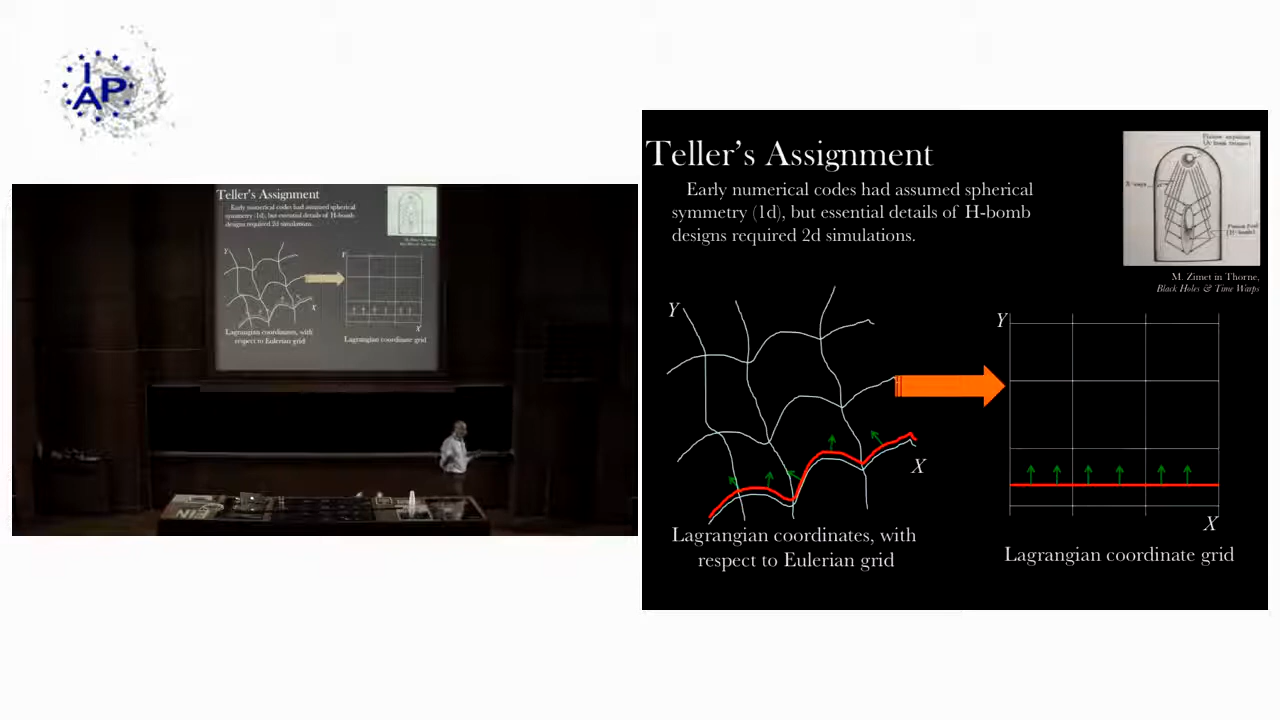 IAP
Teller's Assignment
Early numerical codes had assumed spherical
symmetry (1d), but essential details of H-bomb
designs required 2d simulations.
M. Zimet in Thorne,
Black Holes & Time Warps
Y
X
Lagrangian coordinates, with
respect to Eulerian grid
Y
X
Lagrangian coordinate grid
Teller's Assignment
Early numerical codes had assumed spherical
symmetry (1d), but essential details of H-bomb
designs required 2d simulations.
Y
X
Lagrangian coordinates, with
respect to Eulerian grid
Y
X
Lagrangian coordinate grid